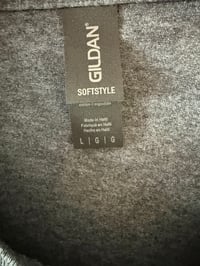 GILDAN®
SOFTSTYLE
Made in Haiti
Fabriqué en Haïti
Hecho en Haití
L | G | G